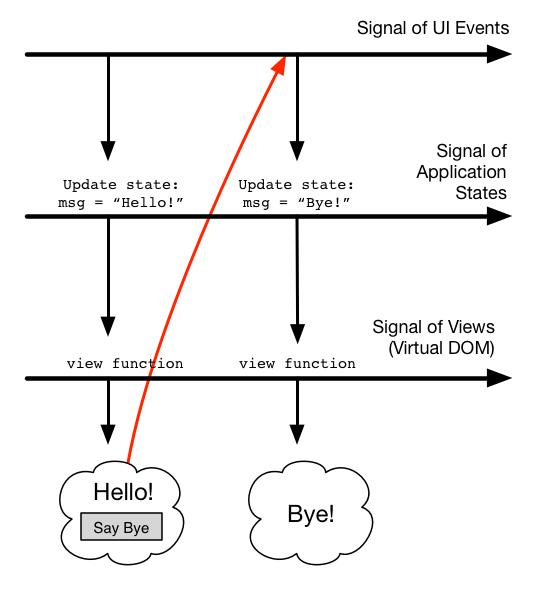 Signal of UI Events
Signal of
Application
States
Update state:
msg = “Hello!”
Update state:
msg = “Bye!”
Signal of Views
(Virtual DOM)
view function
view function
Hello!
Say Bye
Bye!